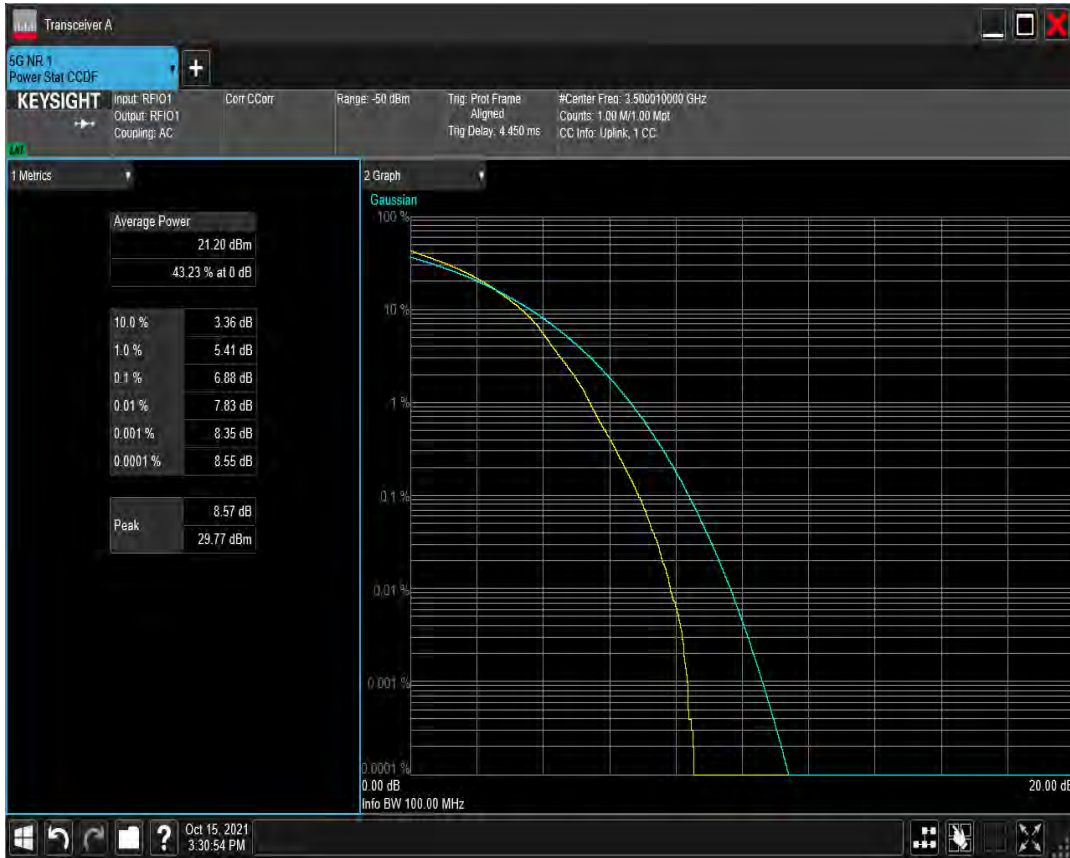 Transceiver A
5G NR 1
Power Stat CCDF
+
KEYSIGHT
Input: RFIO1
Output: RFIO1
Coupling: AC
Corr CCorr
Range: -50 dBm
Trig: Prot Frame
Aligned
Trig Delay: 4.450 ms
#Center Freq: 3.500010000 GHz
Counts: 1.00 M/1.00 Mpt
CC Info: Uplink, 1 CC
1 Metrics
Average Power
21.20 dBm
43.23 % at 0 dB
10.0 % 3.36 dB
1.0 % 5.41 dB
0.1 % 6.88 dB
0.01 % 7.83 dB
0.001 % 8.35 dB
0.0001 % 8.55 dB
Peak
8.57 dB
29.77 dBm
2 Graph
Gaussian
100 %
10 %
1 %
0.1 %
0.01 %
0.001 %
0.0001 %
0.00 dB
20.00 dB
Info BW 100.00 MHz
?
Oct 15, 2021
3:30:54 PM